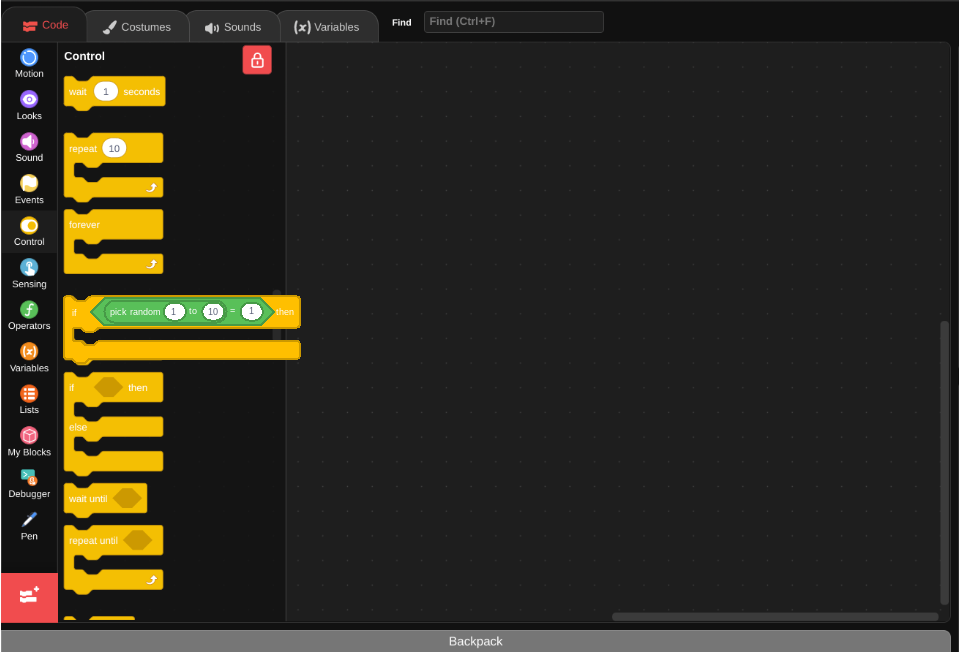 Code
Costumes
Sounds
(x) Variables
Find
Find (Ctrl+F)
Motion
Looks
Sound
Events
Control
Sensing
Operators
(x)
Variables
Lists
My Blocks
Debugger
Pen
Control
wait 1 seconds
repeat 10
forever
if pick random 1 to 10 = 1 then
if then
else
wait until
repeat until
Backpack